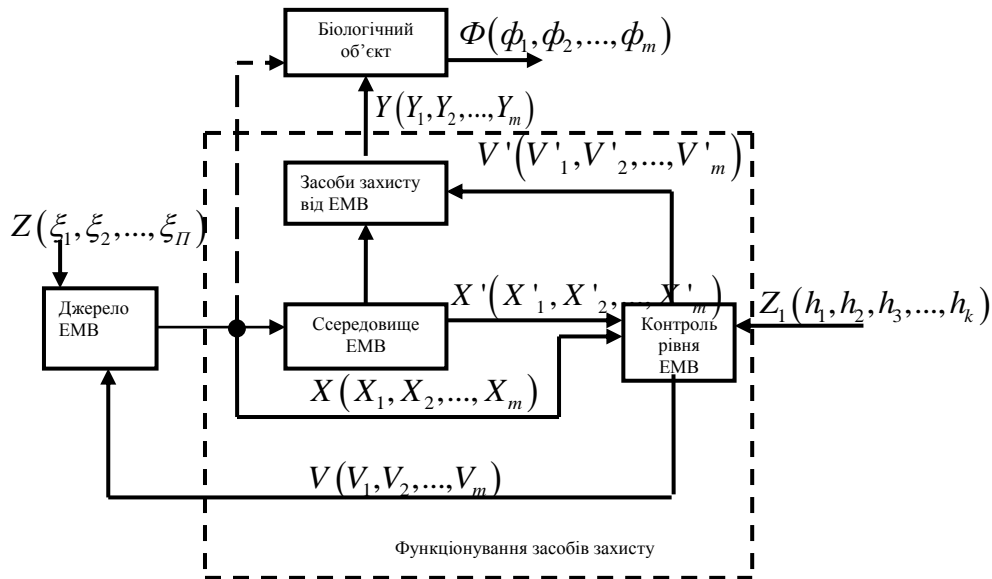 Біологічний
об’єкт
Ф(ϕ₁,ϕ₂,...,ϕₘ)
Y(Y₁,Y₂,...,Yₘ)
V'(V'₁,V'₂,...,V'ₘ)
Засоби захисту
від ЕМВ
Z(ξ₁,ξ₂,...,ξ_П)
Джерело
ЕМВ
Ссередовище
ЕМВ
X'(X'₁,X'₂,...,X'ₘ)
Контроль
рівня
ЕМВ
Z₁(h₁,h₂,h₃,...,hₖ)
X(X₁,X₂,...,Xₘ)
V(V₁,V₂,...,Vₘ)
Функціонування засобів захисту